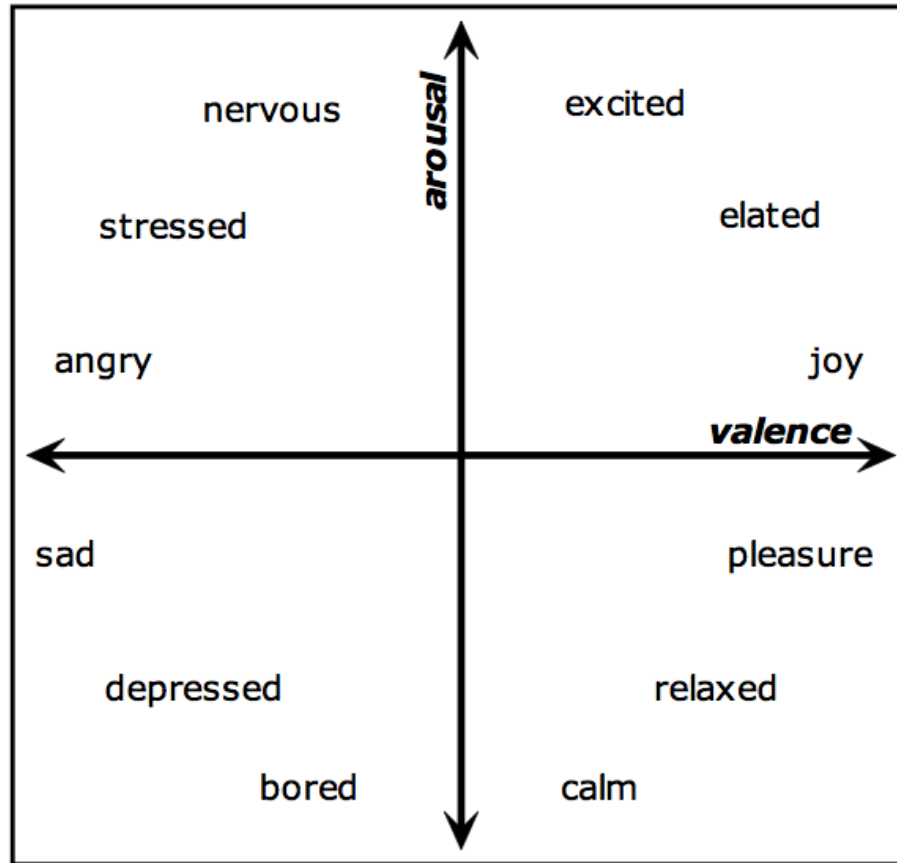 nervous
arousal
excited
stressed
elated
angry
joy
valence
sad
pleasure
depressed
relaxed
bored
calm